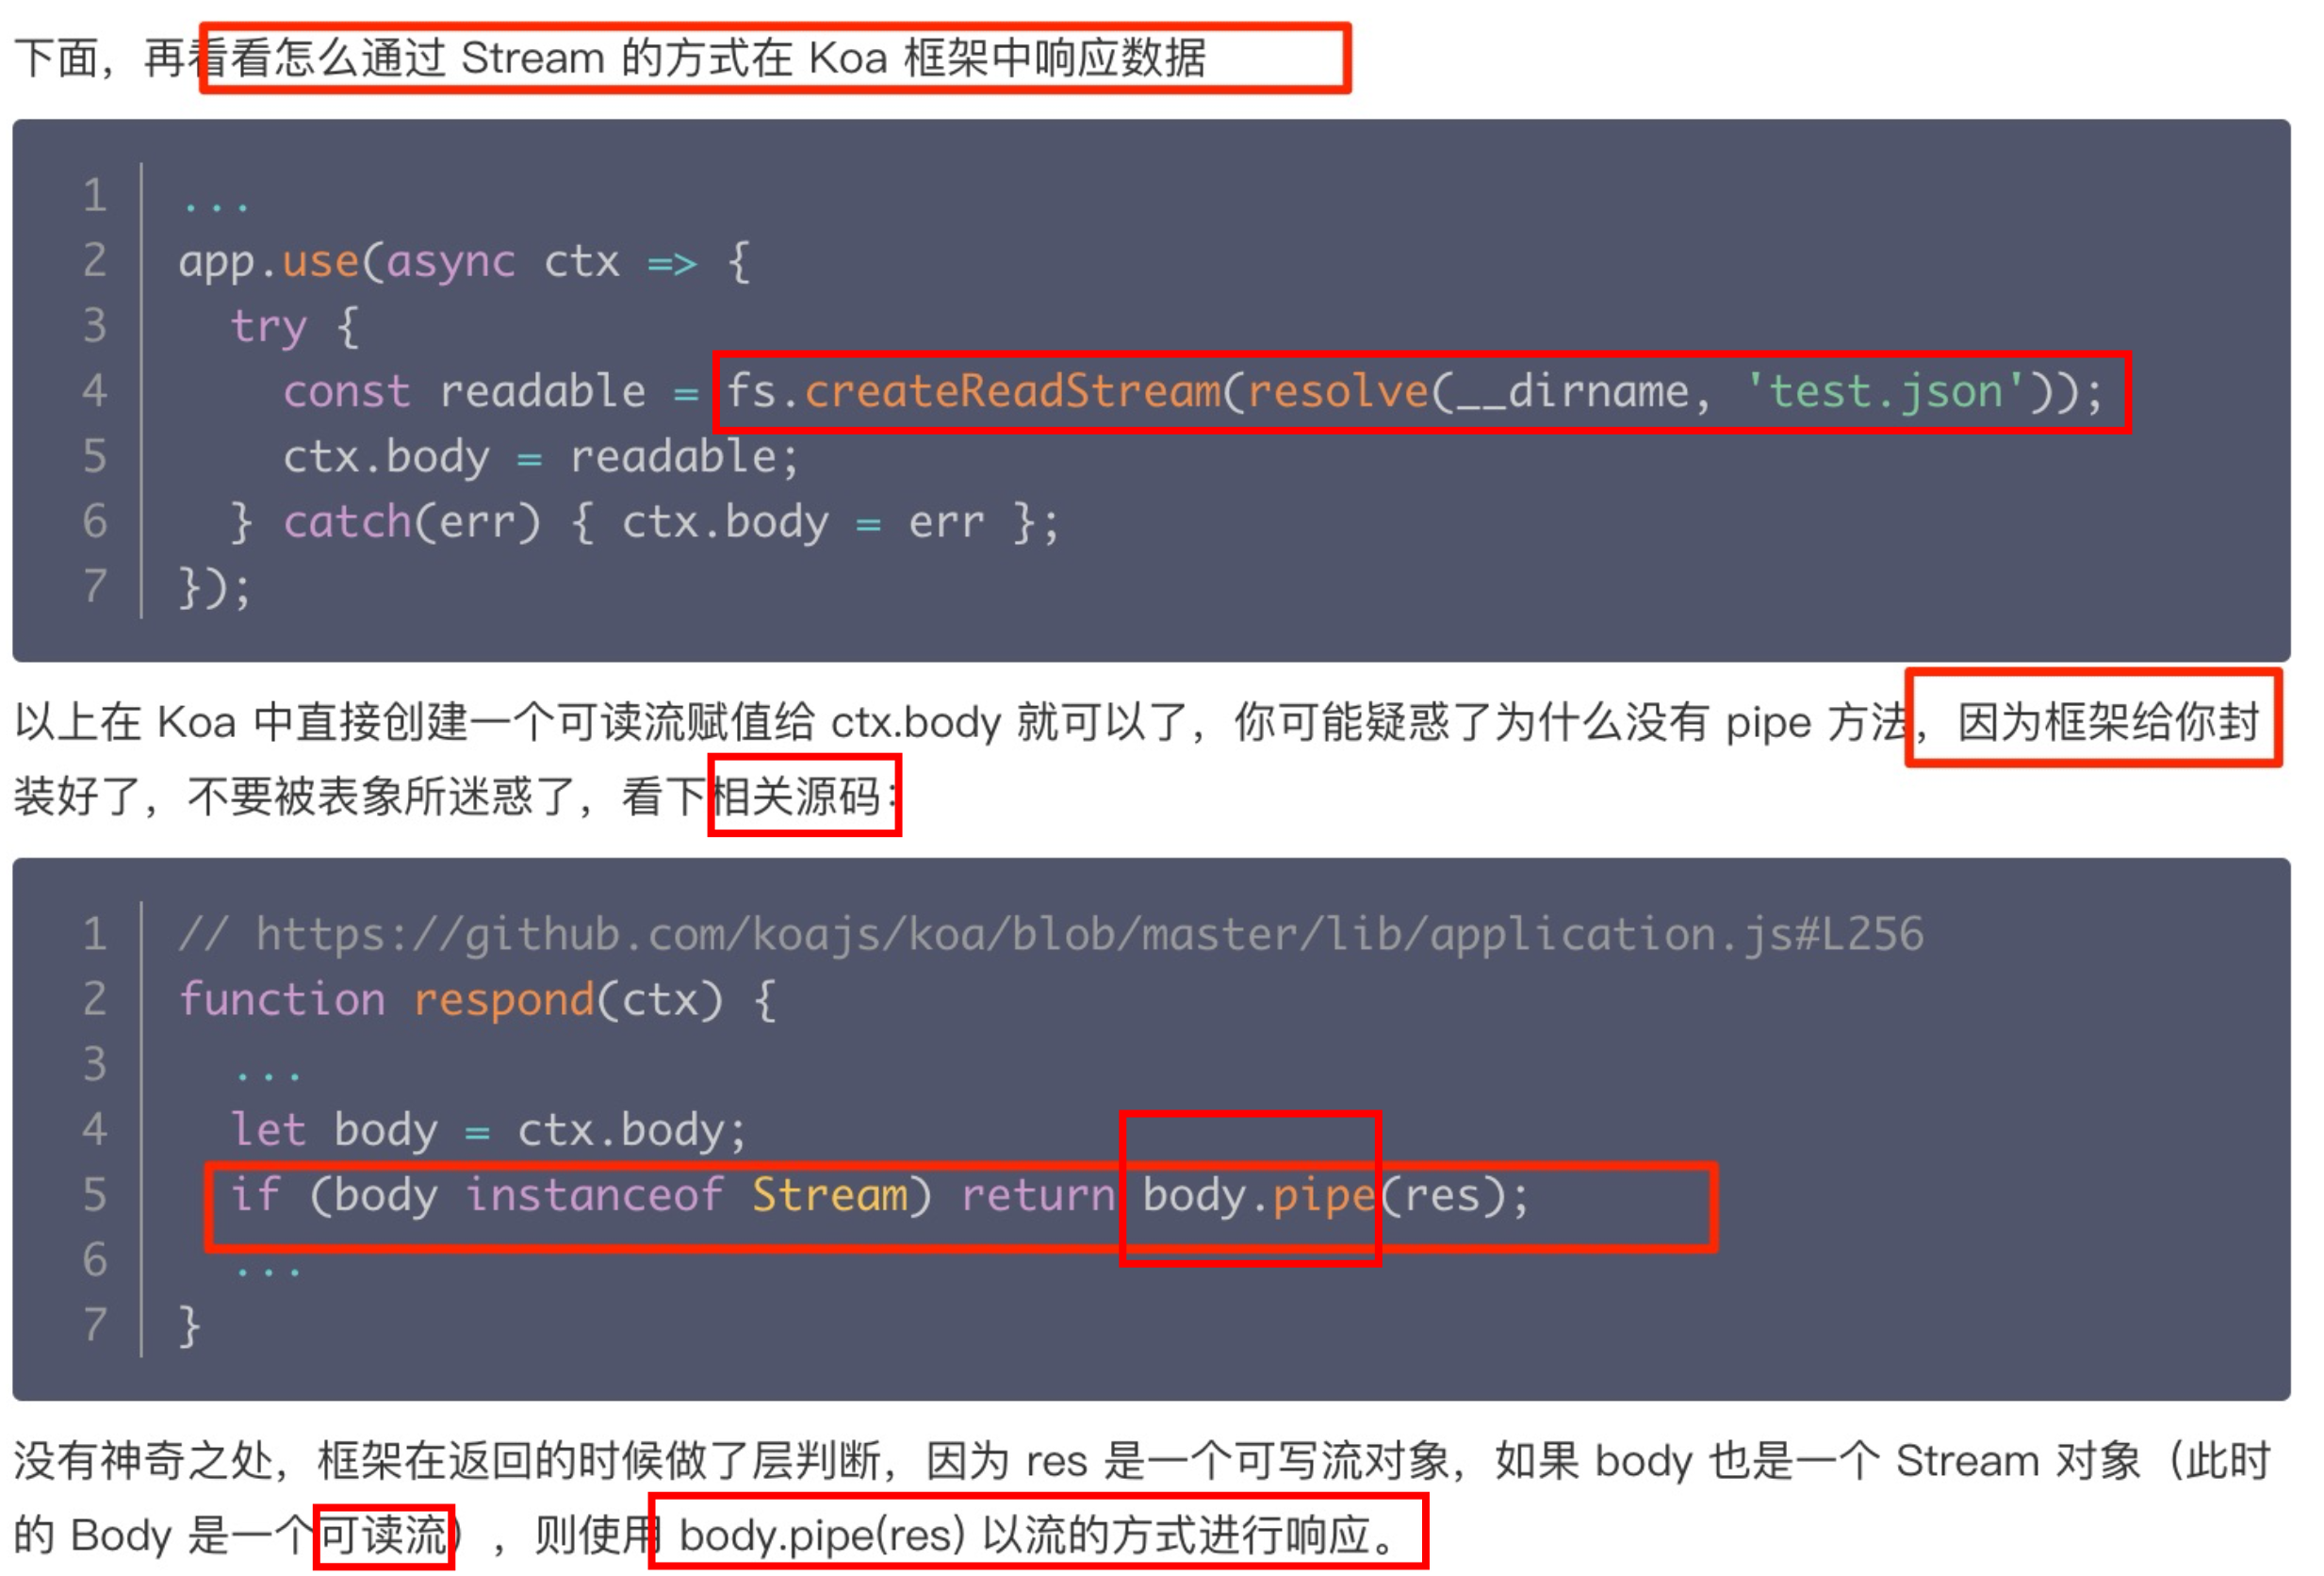 下面，再看看怎么通过 Stream 的方式在 Koa 框架中响应数据
1 ...
2 app.use(async ctx => {
3   try {
4     const readable = fs.createReadStream(resolve(__dirname, 'test.json'));
5     ctx.body = readable;
6   } catch(err) { ctx.body = err };
7 });
以上在 Koa 中直接创建一个可读流赋值给 ctx.body 就可以了，你可能疑惑了为什么没有 pipe 方法，因为框架给你封
装好了，不要被表象所迷惑了，看下相关源码：
1 // https://github.com/koajs/koa/blob/master/lib/application.js#L256
2 function respond(ctx) {
3   ...
4   let body = ctx.body;
5   if (body instanceof Stream) return body.pipe(res);
6   ...
7 }
没有神奇之处，框架在返回的时候做了层判断，因为 res 是一个可写流对象，如果 body 也是一个 Stream 对象（此时
的 Body 是一个可读流），则使用 body.pipe(res) 以流的方式进行响应。